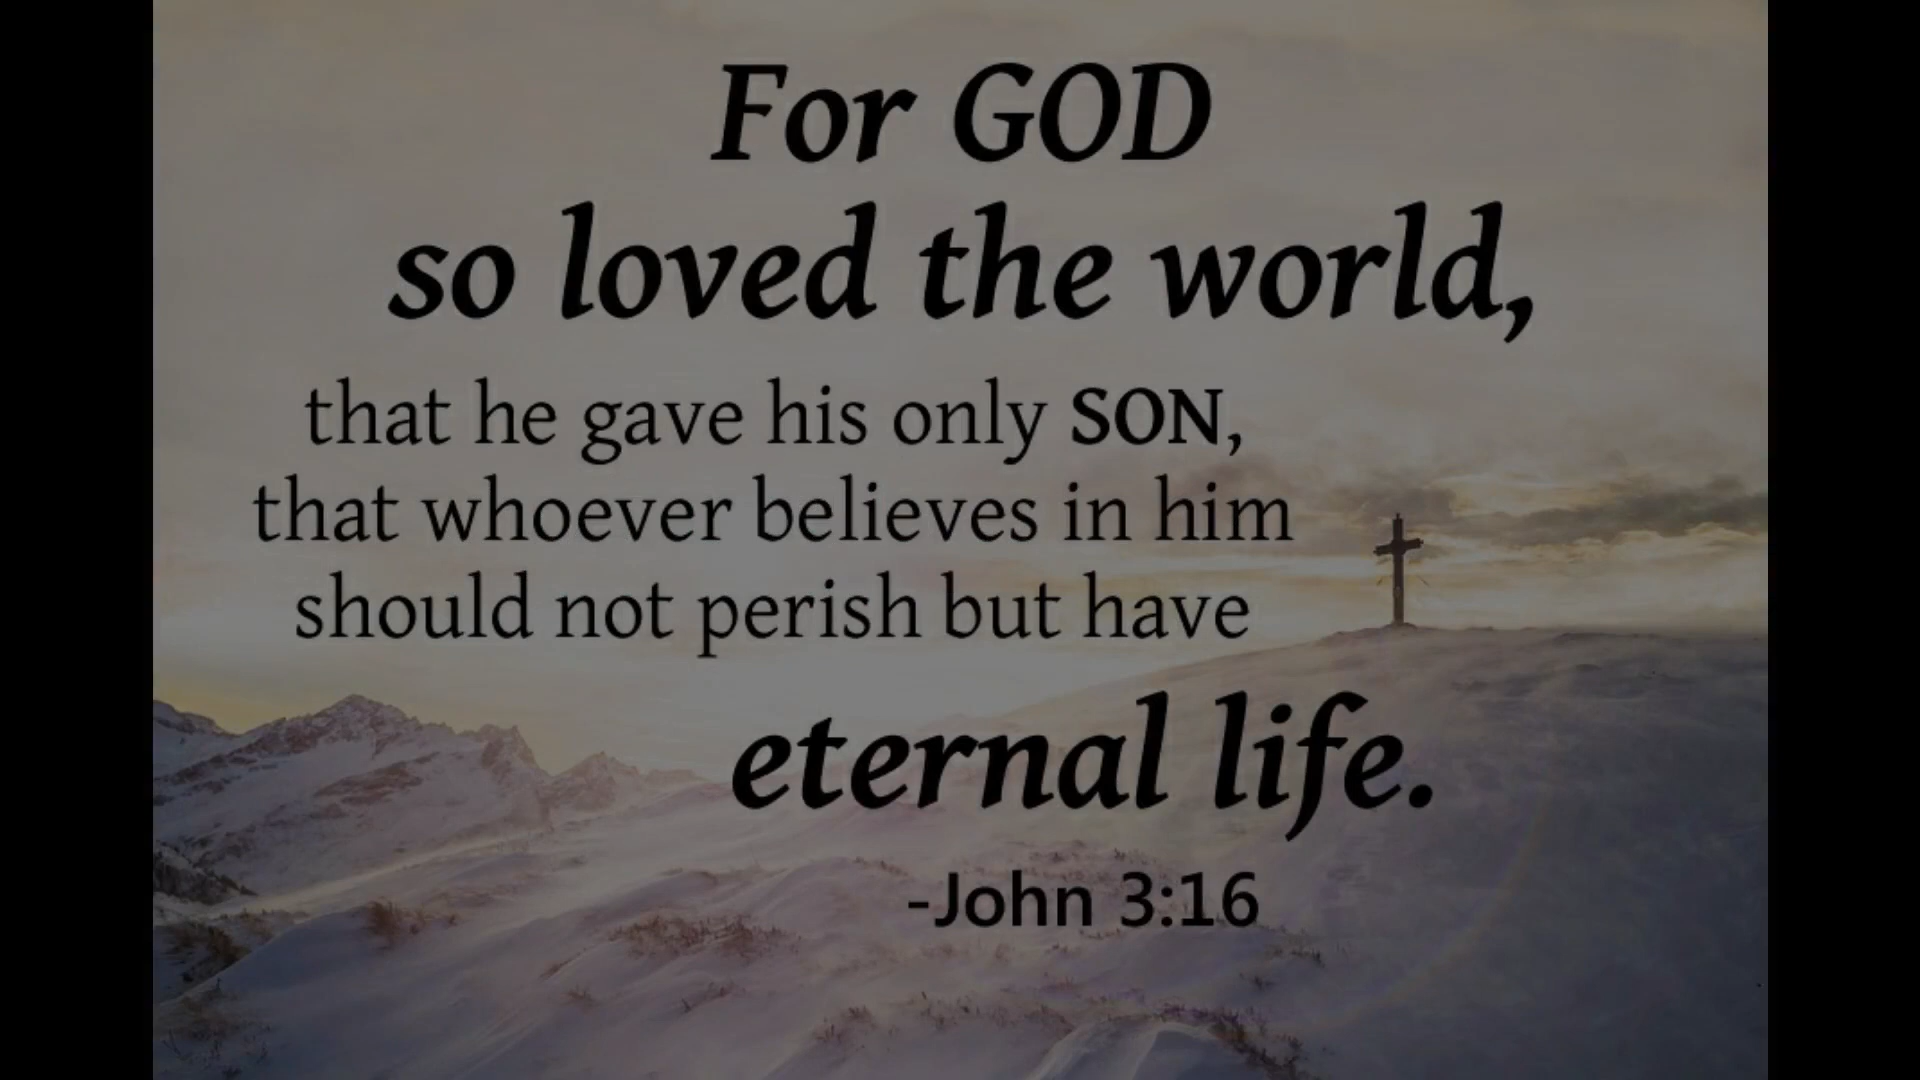 For GOD
so loved the world,
that he gave his only SON,
that whoever believes in him
should not perish but have
eternal life.
-John 3:16